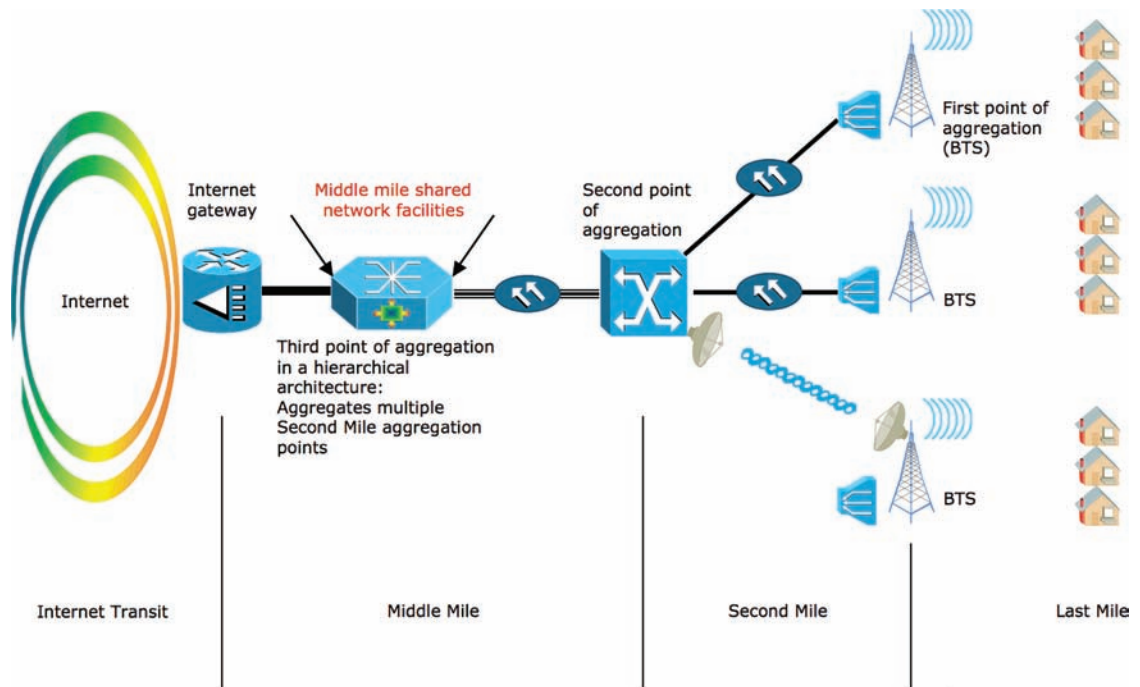 First point of
aggregation
(BTS)
Internet
gateway
Middle mile shared
network facilities
Second point
of
aggregation
Internet
BTS
Third point of aggregation
in a hierarchical
architecture:
Aggregates multiple
Second Mile aggregation
points
BTS
Internet Transit
Middle Mile
Second Mile
Last Mile